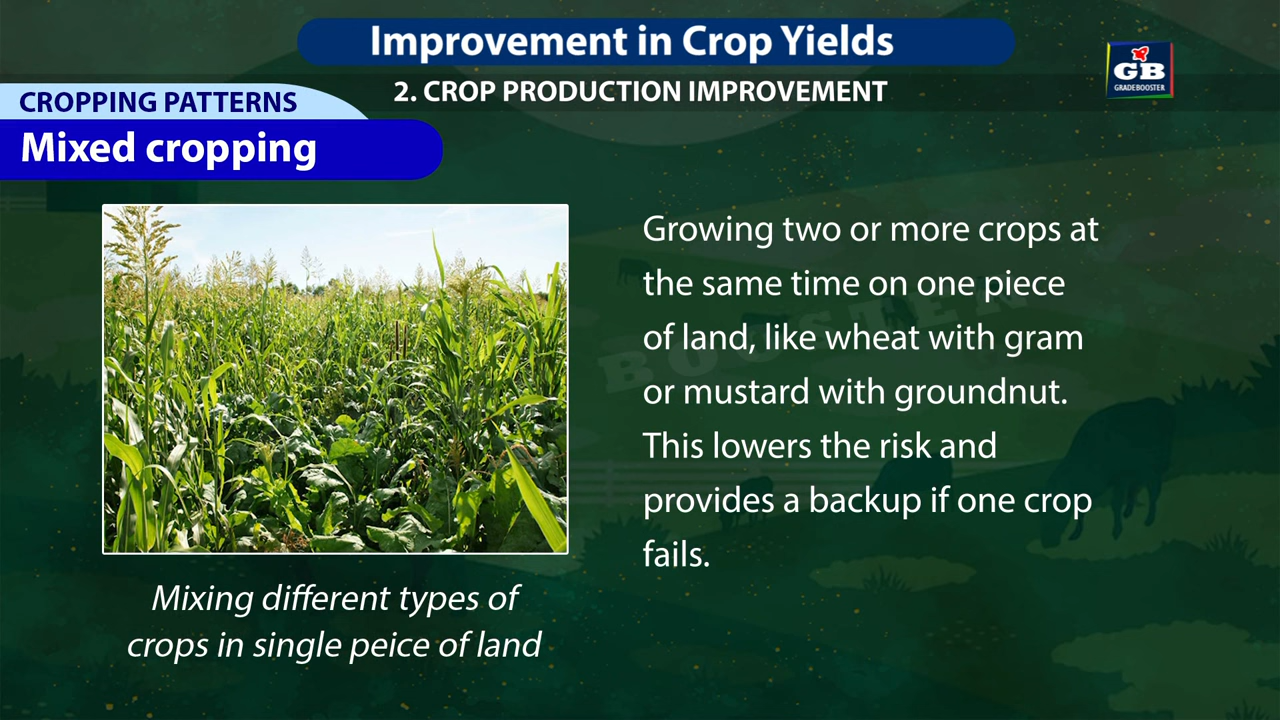 Improvement in Crop Yields
2. CROP PRODUCTION IMPROVEMENT
GB
GRADEBOOSTER
CROPPING PATTERNS
Mixed cropping
Growing two or more crops at
the same time on one piece
of land, like wheat with gram
or mustard with groundnut.
This lowers the risk and
provides a backup if one crop
fails.
Mixing different types of
crops in single peice of land